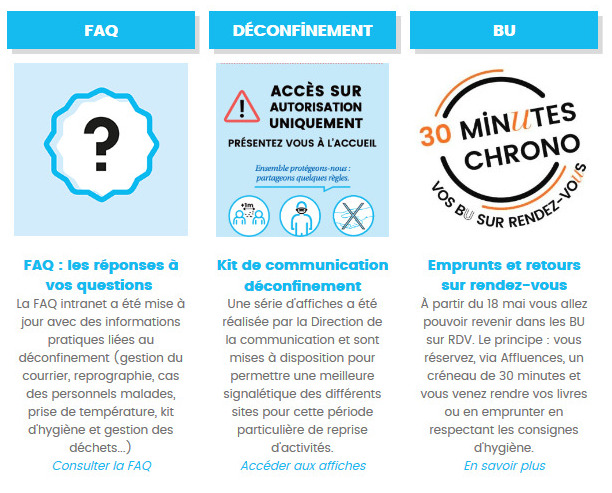 FAQ
?
FAQ : les réponses à
vos questions
La FAQ intranet a été mise à
jour avec des informations
pratiques liées au
déconfinement (gestion du
courrier, reprographie, cas
des personnels malades,
prise de température, kit
d'hygiène et gestion des
déchets...)
Consulter la FAQ
DÉCONFINEMENT
!
ACCÈS SUR
AUTORISATION
UNIQUEMENT
PRÉSENTEZ VOUS À L'ACCUEIL
Ensemble protégeons-nous :
partageons quelques règles.
+1m
Kit de communication
déconfinement
Une série d'affiches a été
réalisée par la Direction de
la communication et sont
mises à disposition pour
permettre une meilleure
signalétique des différents
sites pour cette période
particulière de reprise
d'activités.
Accéder aux affiches
BU
30 MINUTES
CHRONO
VOS BU SUR RENDEZ-VOUS
Emprunts et retours
sur rendez-vous
À partir du 18 mai vous allez
pouvoir revenir dans les BU
sur RDV. Le principe : vous
réservez, via Affluences, un
créneau de 30 minutes et
vous venez rendre vos livres
ou en emprunter en
respectant les consignes
d'hygiène.
En savoir plus